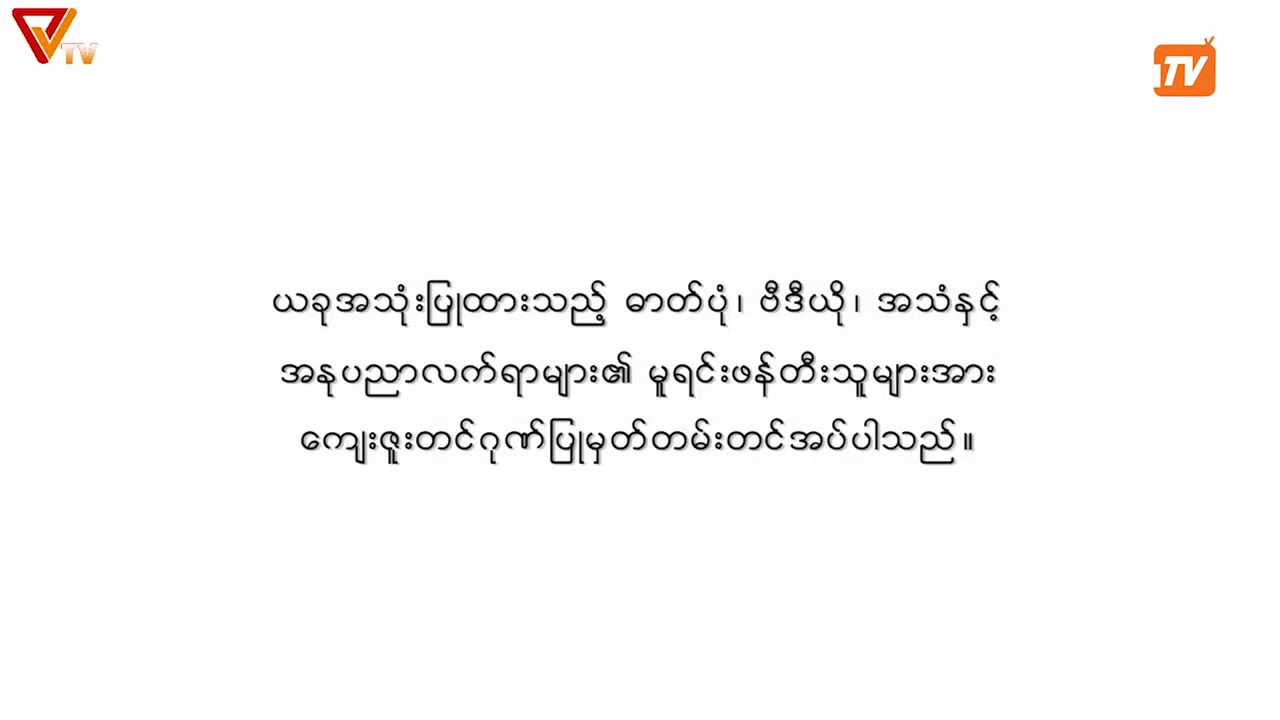 TV
TV
ယခုအသုံးပြုထားသည့် ဓာတ်ပုံ၊ ဗီဒီယို၊ အသံနှင့်
အနုပညာလက်ရာများ၏ မူရင်းဖန်တီးသူများအား
ကျေးဇူးတင်ဂုဏ်ပြုမှတ်တမ်းတင်အပ်ပါသည်။